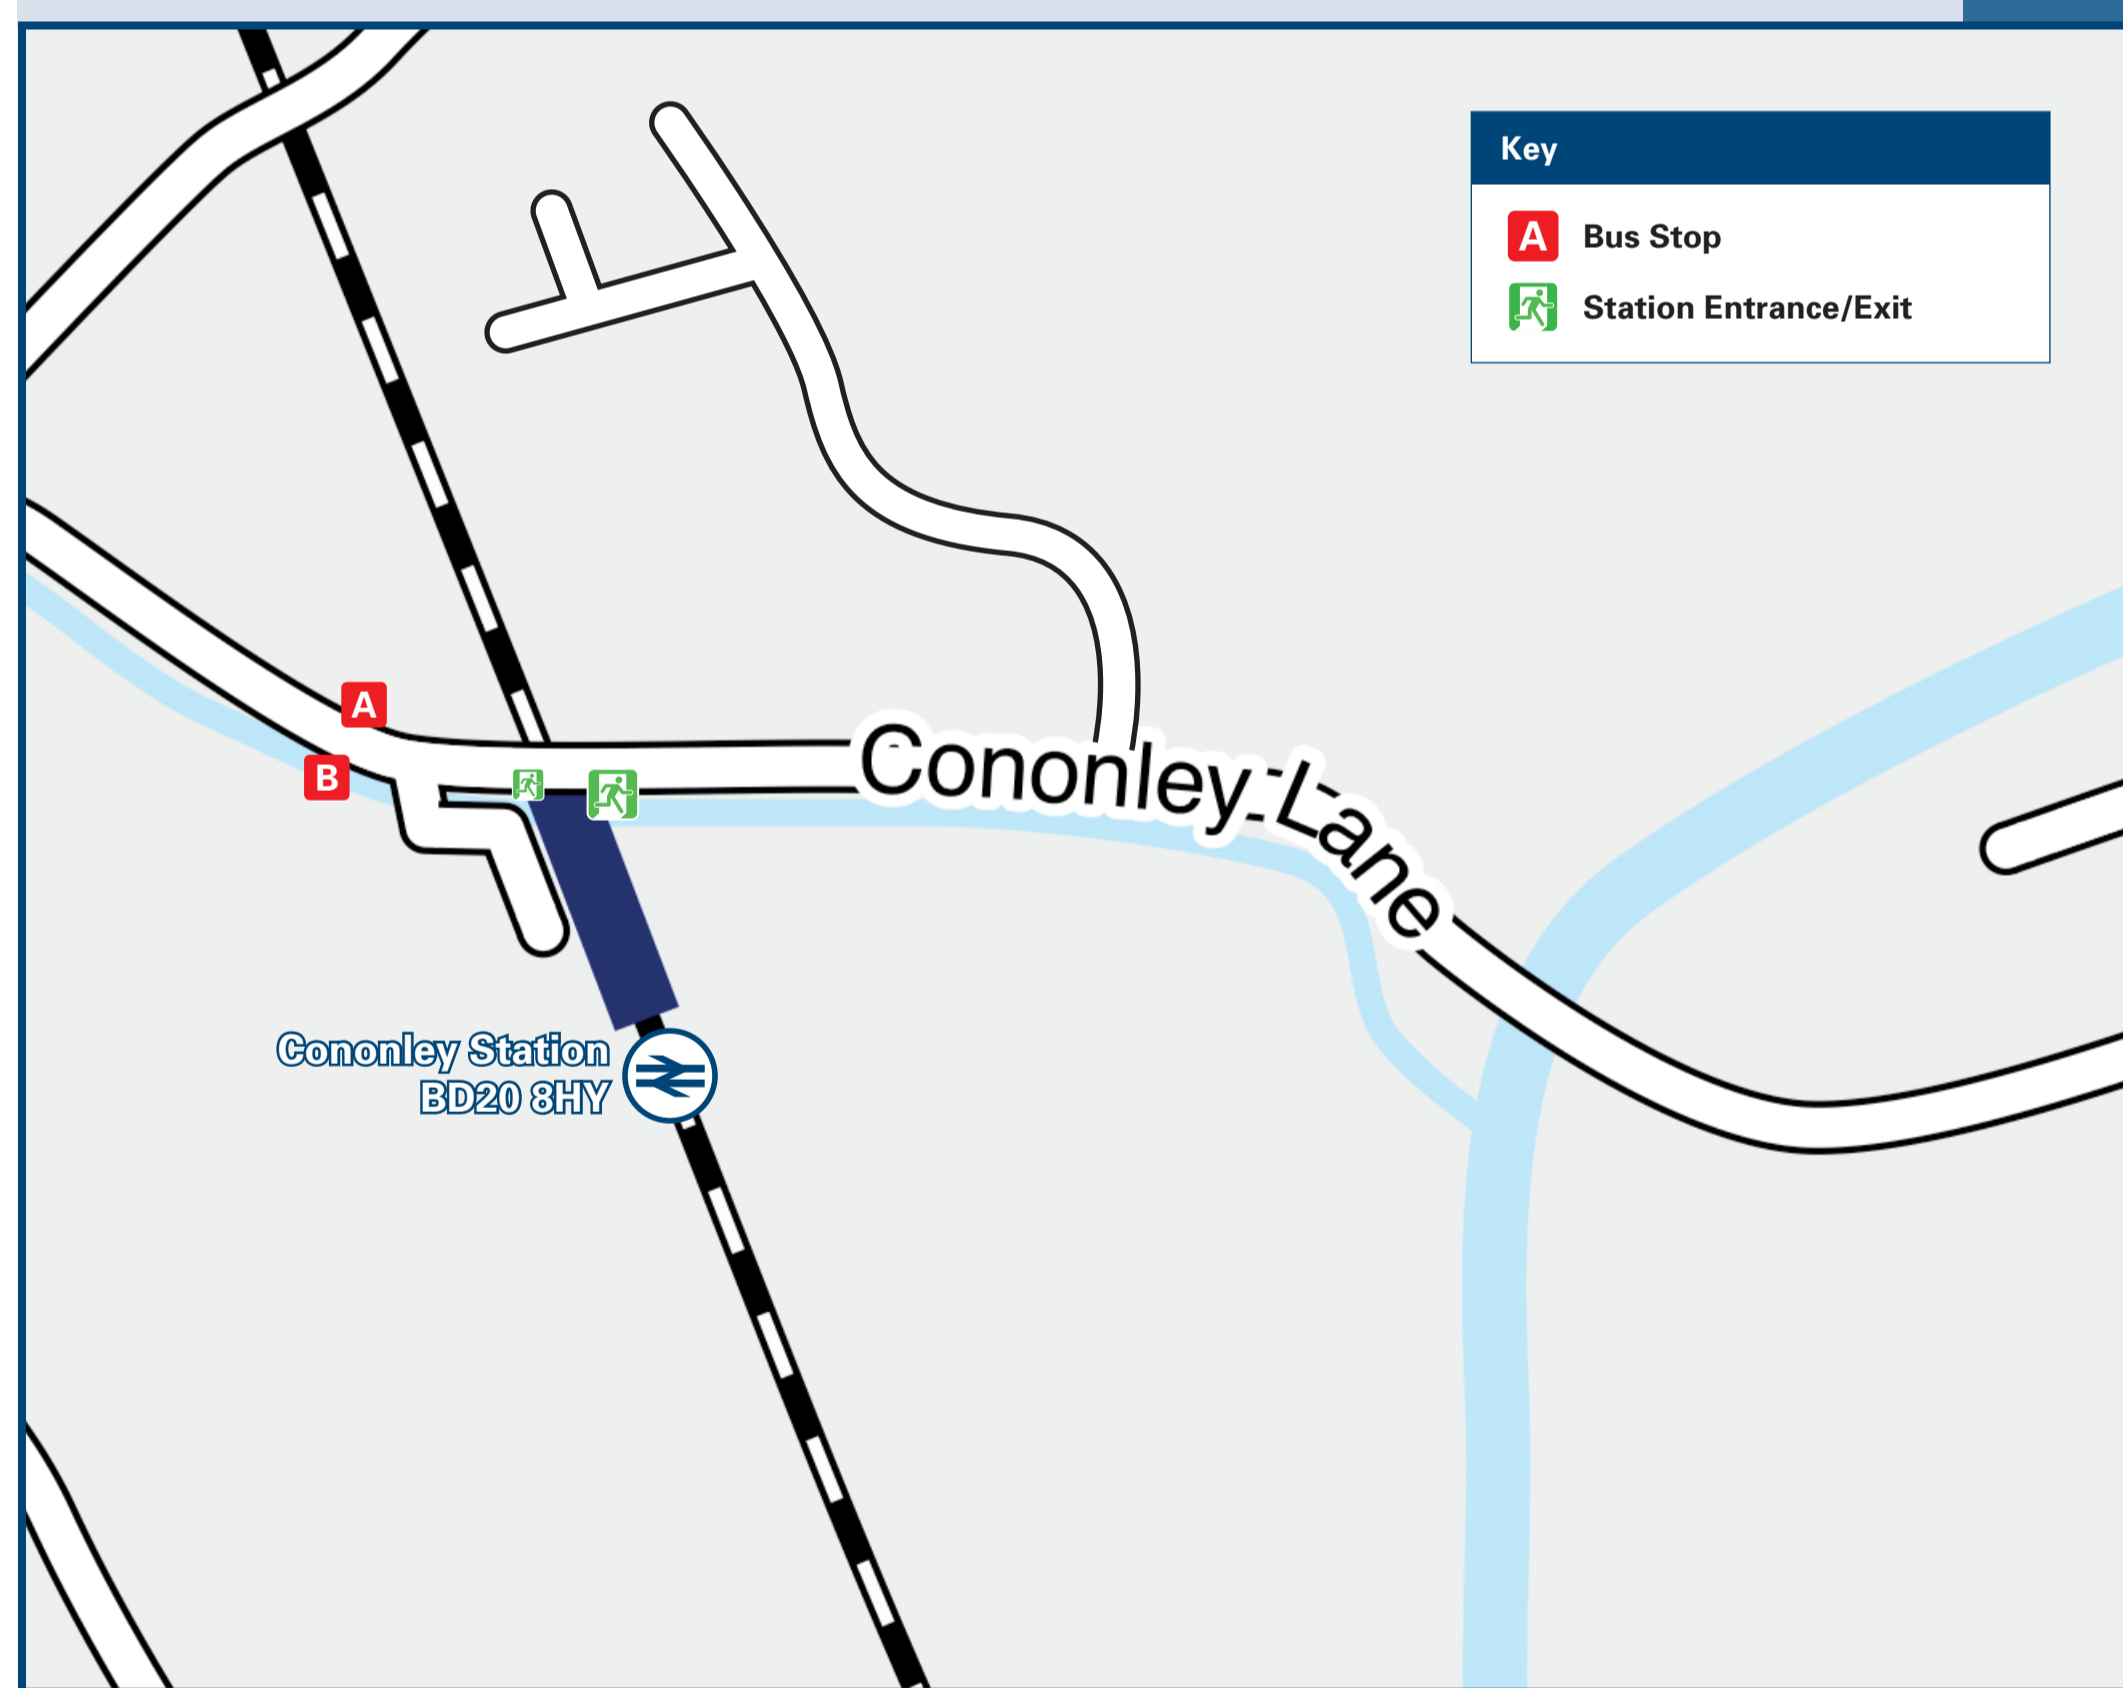 Key
A Bus Stop
Station Entrance/Exit
A
B
Cononley Lane
Cononley Station
BD20 8HY